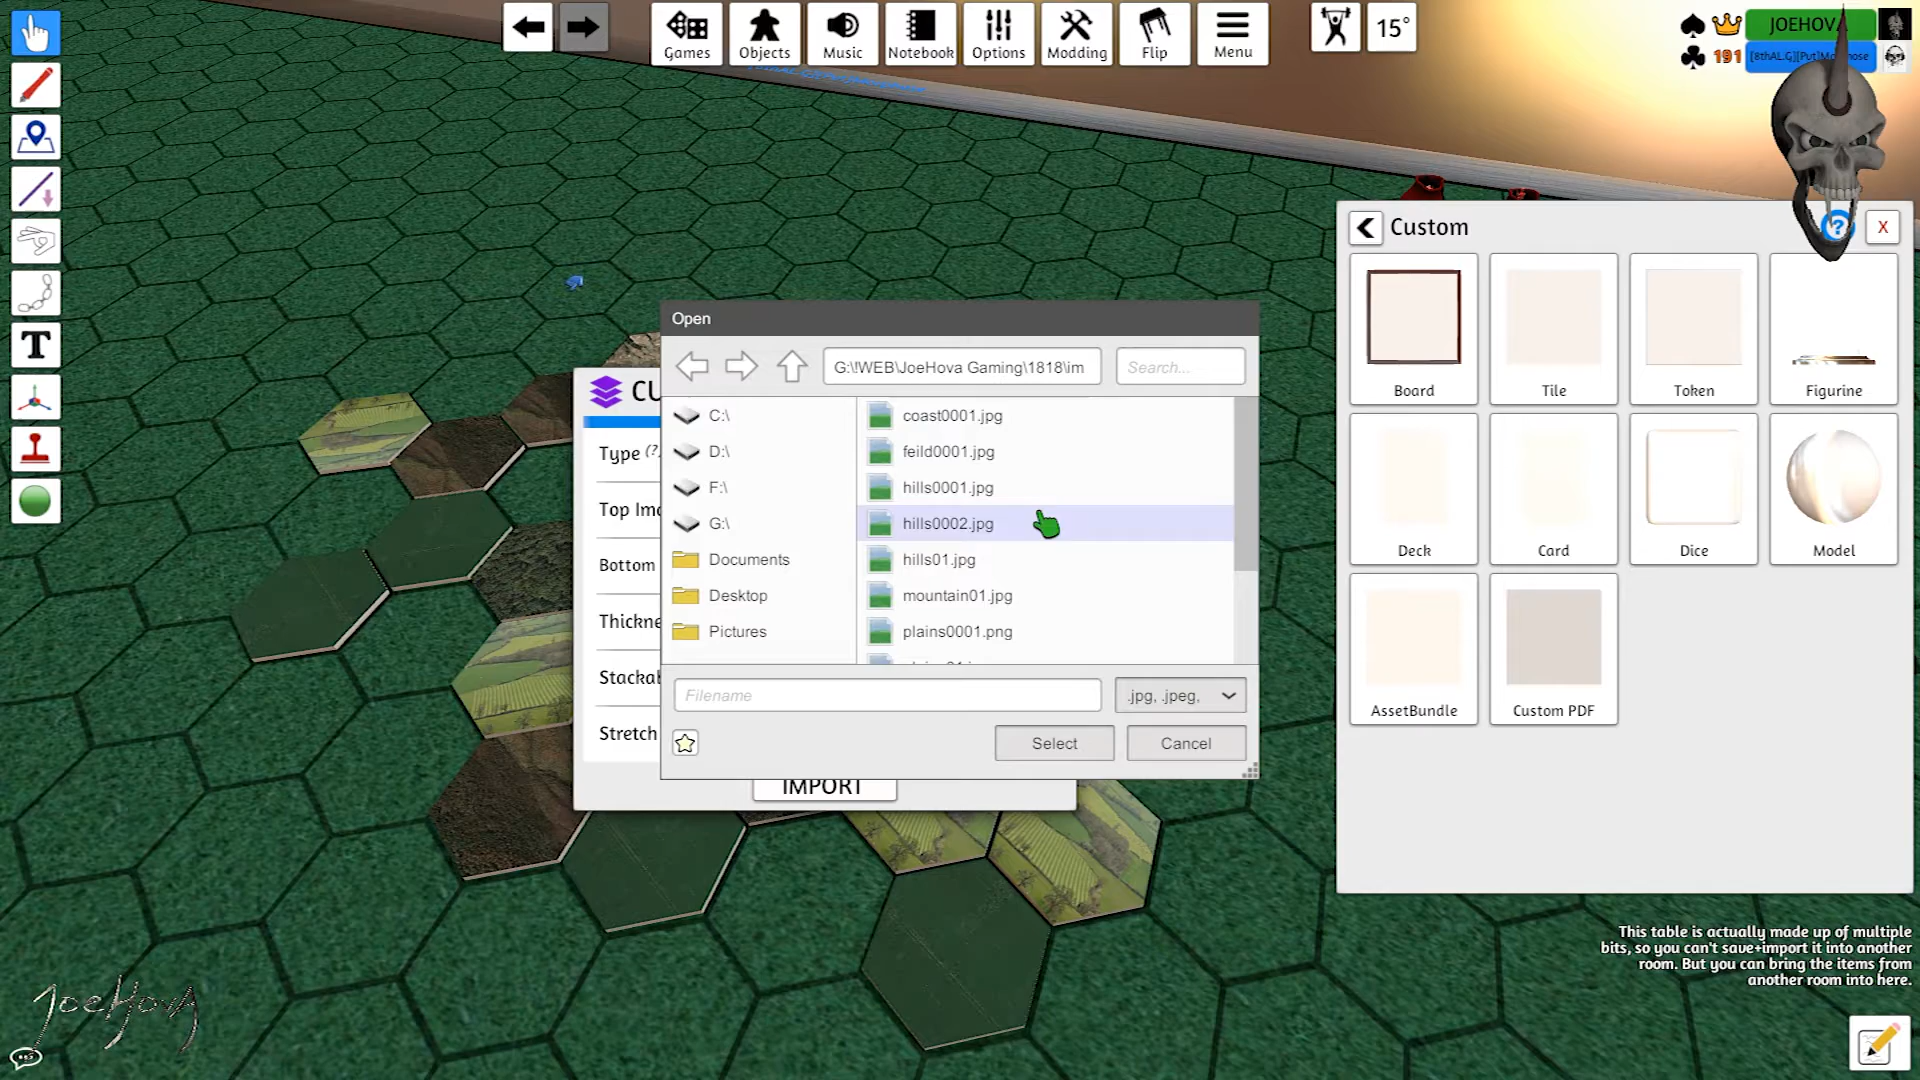 Games
Objects
Music
Notebook
Options
Modding
Flip
Menu
15°
JOEHOVA
191
Custom
?
X
Board
Tile
Token
Figurine
Deck
Card
Dice
Model
AssetBundle
Custom PDF
CU
Type (?
Top Ima
Bottom
Thickne
Stackab
Stretch
IMPORT
Open
G:\!WEB\JoeHova Gaming\1818\im
Search...
C:\
D:\
F:\
G:\
Documents
Desktop
Pictures
coast0001.jpg
feild0001.jpg
hills0001.jpg
hills0002.jpg
hills01.jpg
mountain01.jpg
plains0001.png
Filename
.jpg, .jpeg,
Select
Cancel
T
This table is actually made up of multiple
bits, so you can't save+import it into another
room. But you can bring the items from
another room into here.
JoeHova